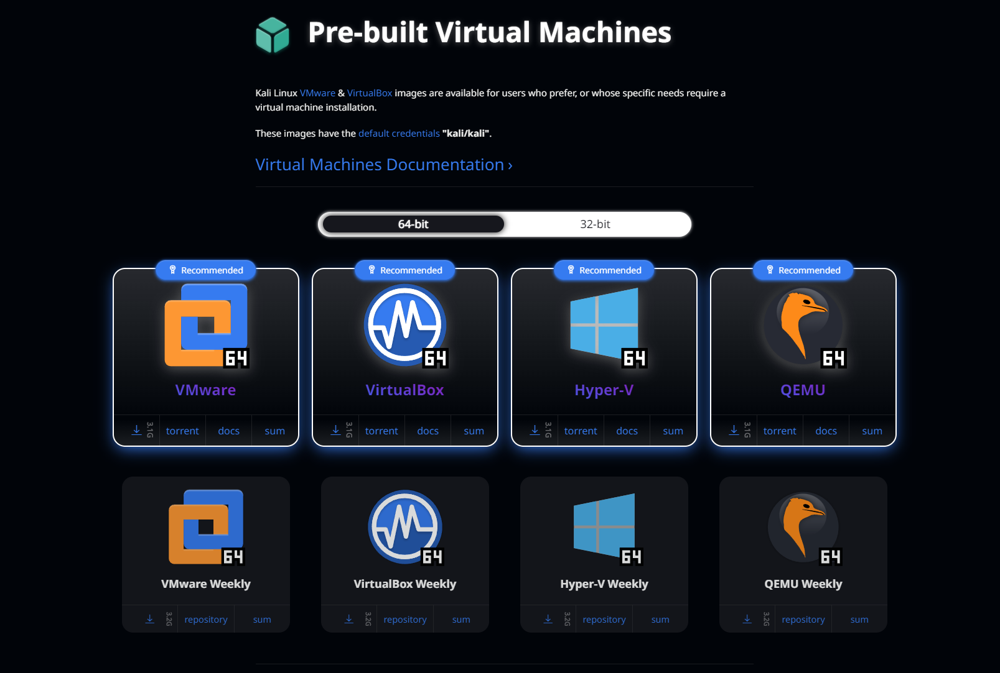 Pre-built Virtual Machines
Kali Linux VMware & VirtualBox images are available for users who prefer, or whose specific needs require a
virtual machine installation.
These images have the default credentials "kali/kali".
Virtual Machines Documentation ›
64-bit 32-bit
Recommended Recommended Recommended Recommended
64 64 64 64
VMware VirtualBox Hyper-V QEMU
3.1G torrent docs sum 3.1G torrent docs sum 3.1G torrent docs sum 3.1G torrent docs sum
64 64 64 64
VMware Weekly VirtualBox Weekly Hyper-V Weekly QEMU Weekly
3.2G repository sum 3.2G repository sum 3.2G repository sum 3.2G repository sum